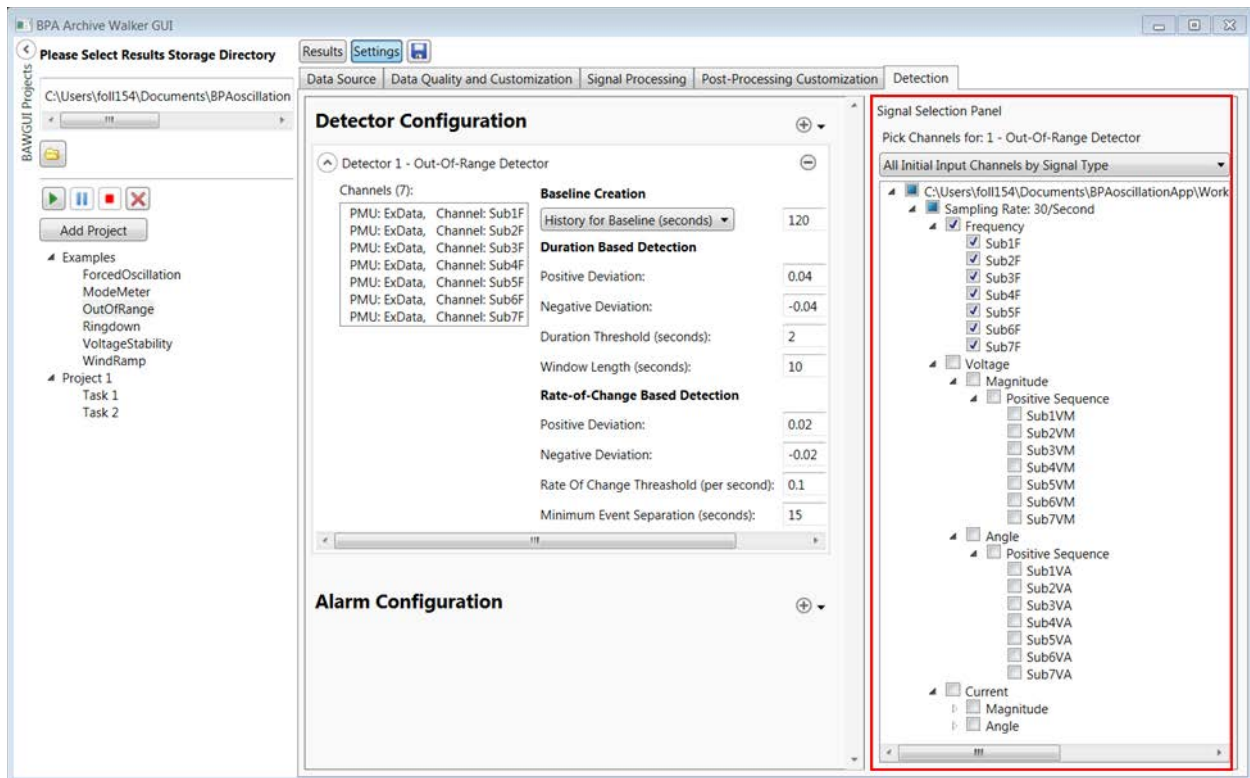 BPA Archive Walker GUI
BAWGUI Projects
Please Select Results Storage Directory
C:\Users\foll154\Documents\BPAoscillation
Add Project
Examples
ForcedOscillation
ModeMeter
OutOfRange
Ringdown
VoltageStability
WindRamp
Project 1
Task 1
Task 2
Results Settings
Data Source Data Quality and Customization Signal Processing Post-Processing Customization Detection
Detector Configuration
Detector 1 - Out-Of-Range Detector
Channels (7):
PMU: ExData, Channel: Sub1F
PMU: ExData, Channel: Sub2F
PMU: ExData, Channel: Sub3F
PMU: ExData, Channel: Sub4F
PMU: ExData, Channel: Sub5F
PMU: ExData, Channel: Sub6F
PMU: ExData, Channel: Sub7F
Baseline Creation
History for Baseline (seconds) 120
Duration Based Detection
Positive Deviation: 0.04
Negative Deviation: -0.04
Duration Threshold (seconds): 2
Window Length (seconds): 10
Rate-of-Change Based Detection
Positive Deviation: 0.02
Negative Deviation: -0.02
Rate Of Change Threashold (per second): 0.1
Minimum Event Separation (seconds): 15
Alarm Configuration
Signal Selection Panel
Pick Channels for: 1 - Out-Of-Range Detector
All Initial Input Channels by Signal Type
C:\Users\foll154\Documents\BPAoscillationApp\Work
Sampling Rate: 30/Second
Frequency
Sub1F
Sub2F
Sub3F
Sub4F
Sub5F
Sub6F
Sub7F
Voltage
Magnitude
Positive Sequence
Sub1VM
Sub2VM
Sub3VM
Sub4VM
Sub5VM
Sub6VM
Sub7VM
Angle
Positive Sequence
Sub1VA
Sub2VA
Sub3VA
Sub4VA
Sub5VA
Sub6VA
Sub7VA
Current
Magnitude
Angle